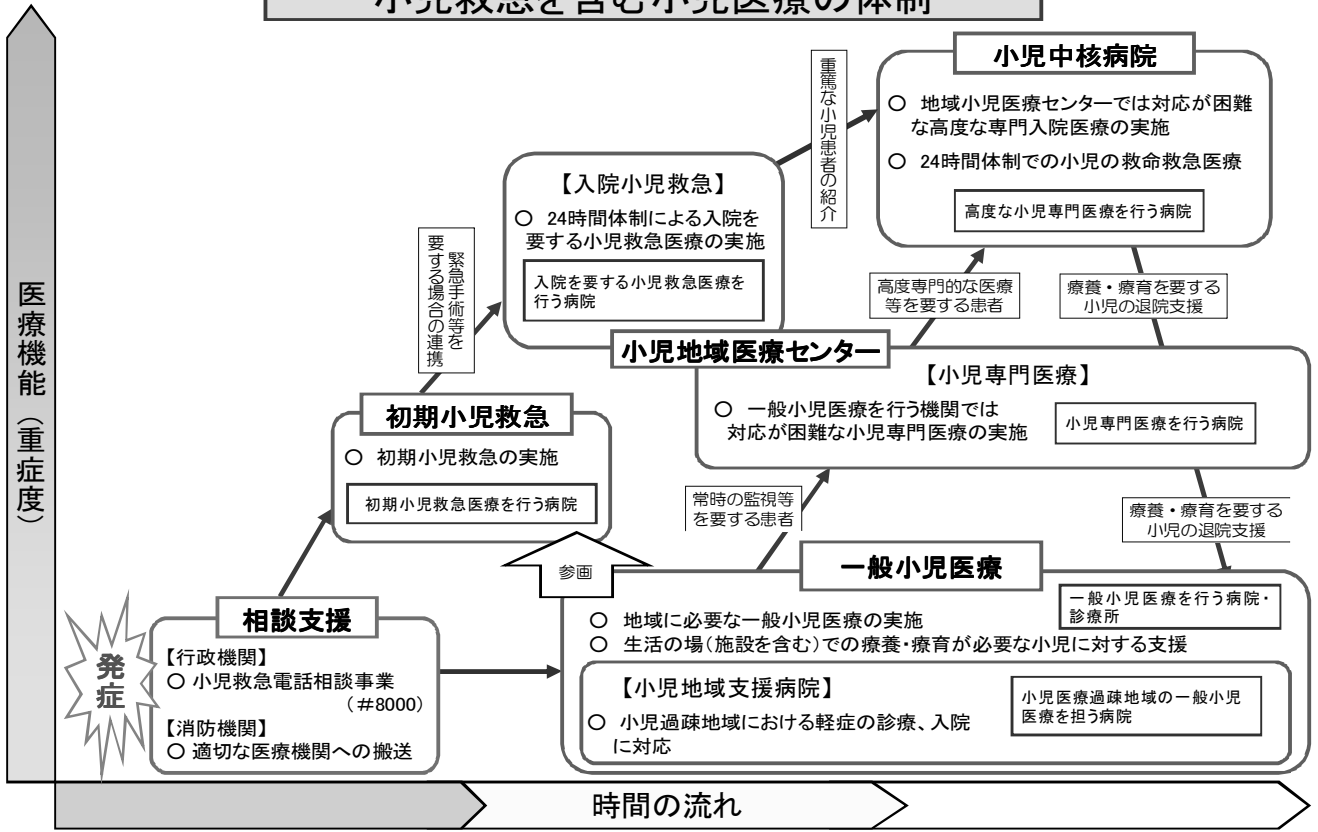 小児救急を含む小児医療の体制
小児中核病院
○ 地域小児医療センターでは対応が困難
な高度な専門入院医療の実施
○ 24時間体制での小児の救命救急医療
高度な小児専門医療を行う病院
重篤な小児患者の紹介
【入院小児救急】
○ 24時間体制による入院を
要する小児救急医療の実施
入院を要する小児救急医療を
行う病院
緊急手術等を
要する場合の連携
高度専門的な医療
等を要する患者
療養・療育を要する
小児の退院支援
小児地域医療センター
【小児専門医療】
○ 一般小児医療を行う機関では
対応が困難な小児専門医療の実施
小児専門医療を行う病院
初期小児救急
○ 初期小児救急の実施
初期小児救急医療を行う病院
常時の監視等
を要する患者
療養・療育を要する
小児の退院支援
参画
一般小児医療
一般小児医療を行う病院・
診療所
○ 地域に必要な一般小児医療の実施
○ 生活の場(施設を含む)での療養・療育が必要な小児に対する支援
【小児地域支援病院】
○ 小児過疎地域における軽症の診療、入院
に対応
小児医療過疎地域の一般小児
医療を担う病院
相談支援
【行政機関】
○ 小児救急電話相談事業
(#8000)
【消防機関】
○ 適切な医療機関への搬送
発症
医療機能(重症度)
時間の流れ